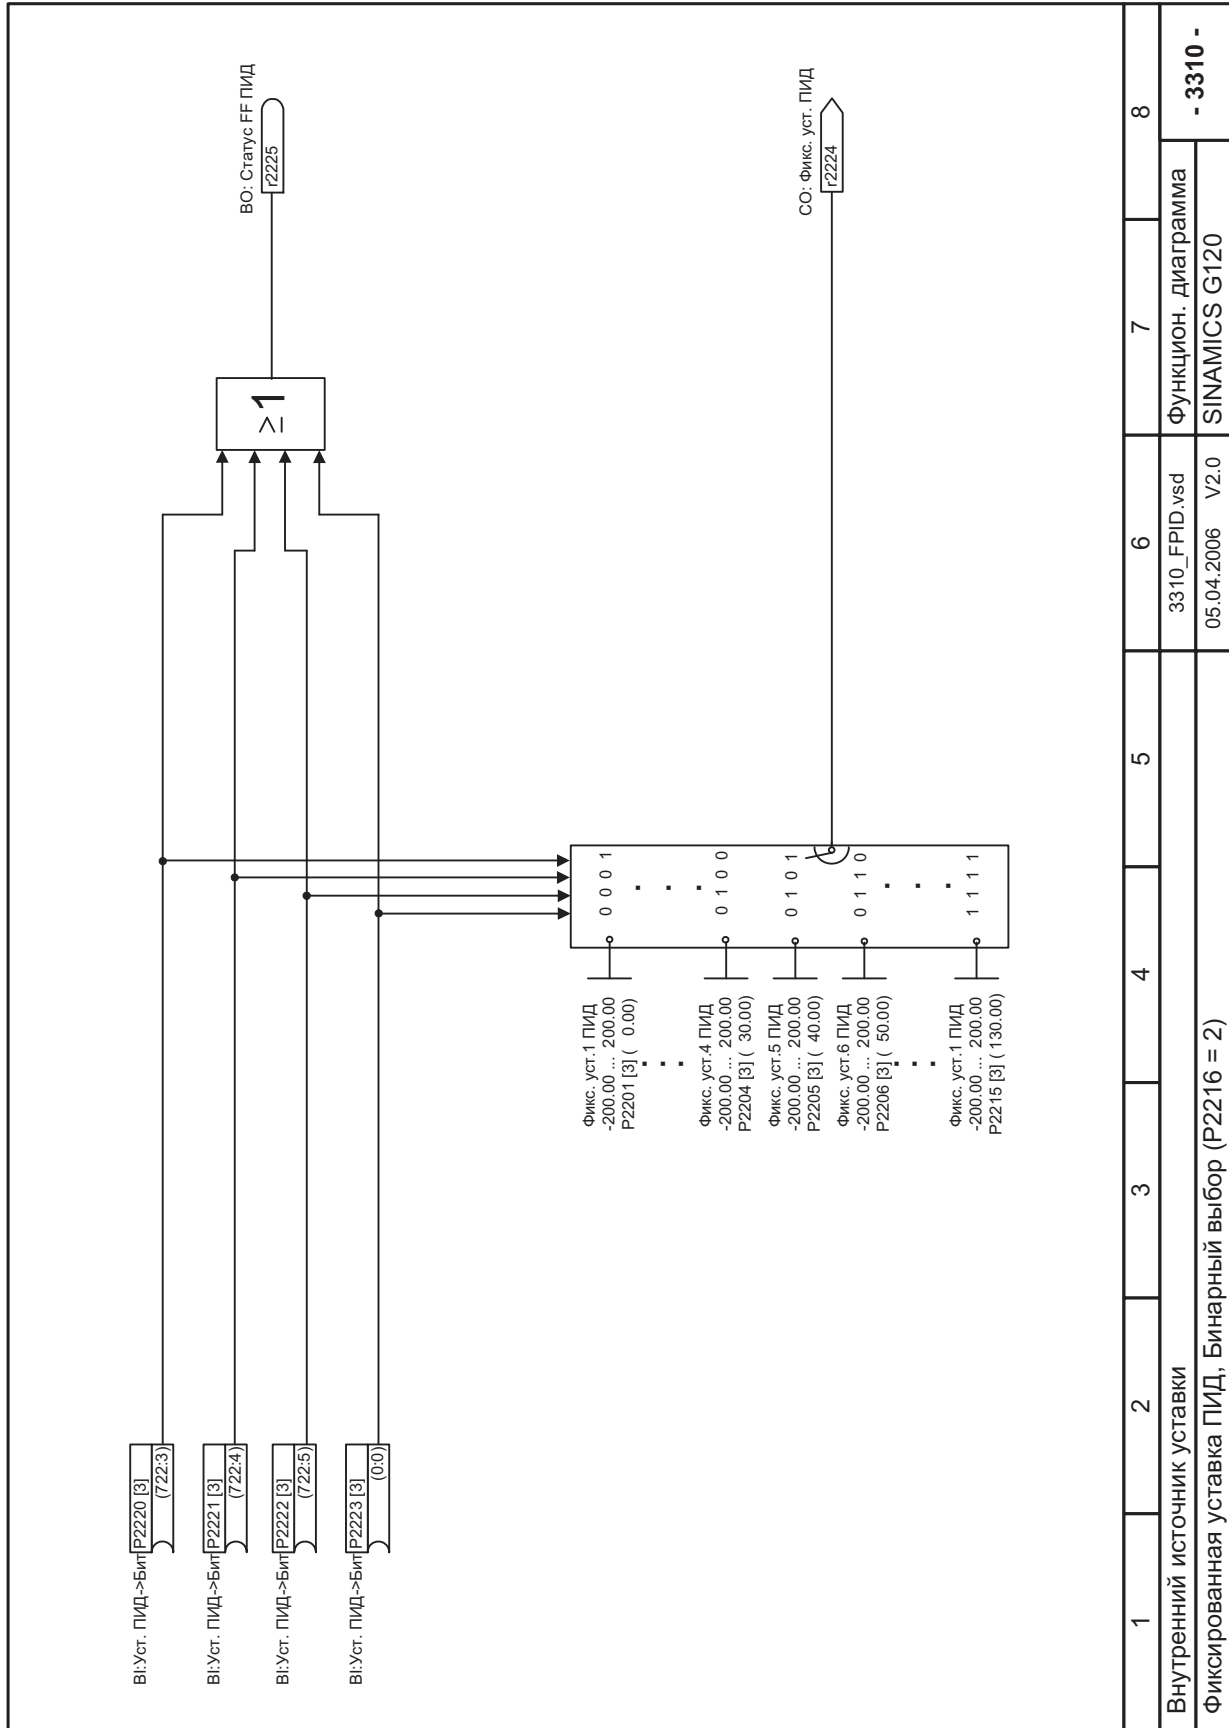 BI:Уст. ПИД->Бит
P2220 [3]
(722:3)
BI:Уст. ПИД->Бит
P2221 [3]
(722:4)
BI:Уст. ПИД->Бит
P2222 [3]
(722:5)
BI:Уст. ПИД->Бит
P2223 [3]
(0:0)
≥1
BO: Статус FF ПИД
r2225
Фикс. уст.1 ПИД
-200.00 ... 200.00
P2201 [3] ( 0.00)
0 0 0 1
. . .
. . .
Фикс. уст.4 ПИД
-200.00 ... 200.00
P2204 [3] ( 30.00)
0 1 0 0
Фикс. уст.5 ПИД
-200.00 ... 200.00
P2205 [3] ( 40.00)
0 1 0 1
Фикс. уст.6 ПИД
-200.00 ... 200.00
P2206 [3] ( 50.00)
0 1 1 0
. . .
. . .
Фикс. уст.1 ПИД
-200.00 ... 200.00
P2215 [3] ( 130.00)
1 1 1 1
CO: Фикс. уст. ПИД
r2224
1 2 3 4 5 6 7 8
Внутренний источник уставки
3310_FPID.vsd
Функцион. диаграмма
- 3310 -
Фиксированная уставка ПИД, Бинарный выбор (P2216 = 2)
05.04.2006 V2.0
SINAMICS G120